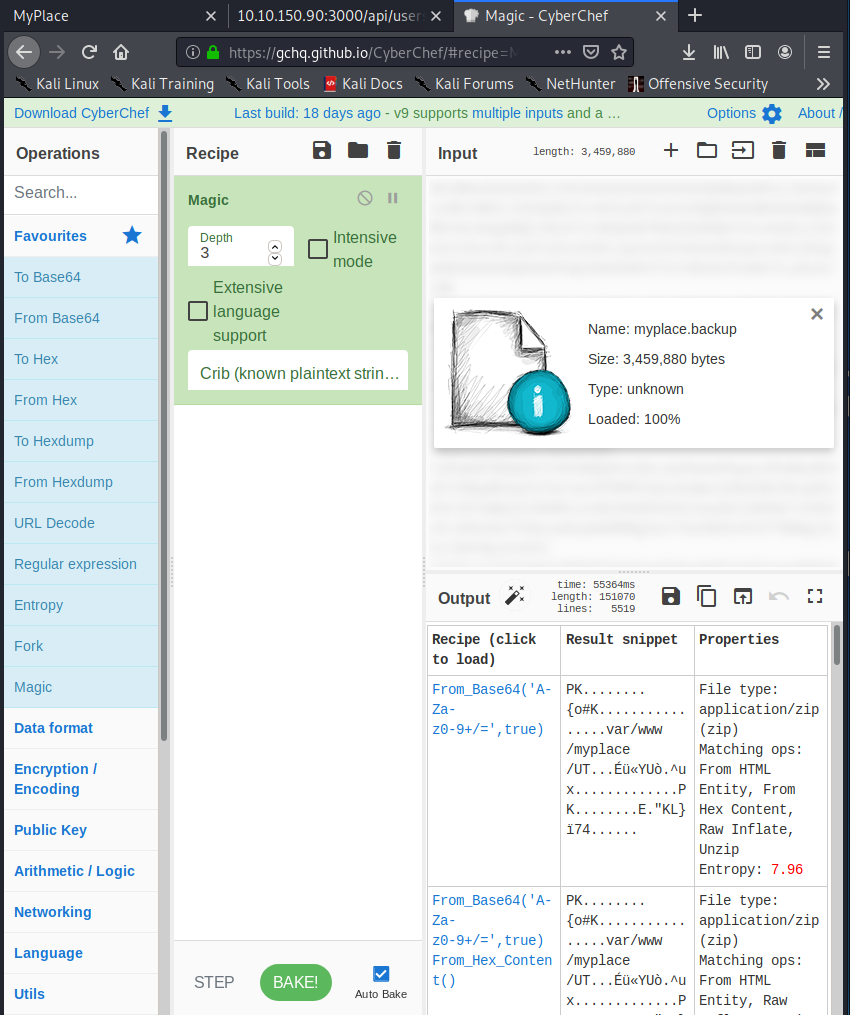 MyPlace
10.10.150.90:3000/api/user
Magic - CyberChef
https://gchq.github.io/CyberChef/#recipe=M
Kali Linux
Kali Training
Kali Tools
Kali Docs
Kali Forums
NetHunter
Offensive Security
Download CyberChef
Last build: 18 days ago - v9 supports multiple inputs and a …
Options
About /
Operations
Search...
Favourites
To Base64
From Base64
To Hex
From Hex
To Hexdump
From Hexdump
URL Decode
Regular expression
Entropy
Fork
Magic
Data format
Encryption /
Encoding
Public Key
Arithmetic / Logic
Networking
Language
Utils
Recipe
Magic
Depth
3
Intensive
mode
Extensive
language
support
Crib (known plaintext strin…
STEP
BAKE!
Auto Bake
Input
length: 3,459,880
Name: myplace.backup
Size: 3,459,880 bytes
Type: unknown
Loaded: 100%
Output
time: 55364ms
length: 151070
lines: 5519
Recipe (click
to load)
Result snippet
Properties
From_Base64('A-
Za-
z0-9+/=',true)
PK........
{o#K...........
.....var/www
/myplace
/UT...Éü«YUò.^u
x.............P
K........E."KL}
ï74......
File type:
application/zip
(zip)
Matching ops:
From HTML
Entity, From
Hex Content,
Raw Inflate,
Unzip
Entropy: 7.96
From_Base64('A-
Za-
z0-9+/=',true)
From_Hex_Conten
t()
PK........
{o#K...........
.....var/www
/myplace
/UT...Éü«YUò.^u
x.............P
File type:
application/zip
(zip)
Matching ops:
From HTML
Entity, Raw